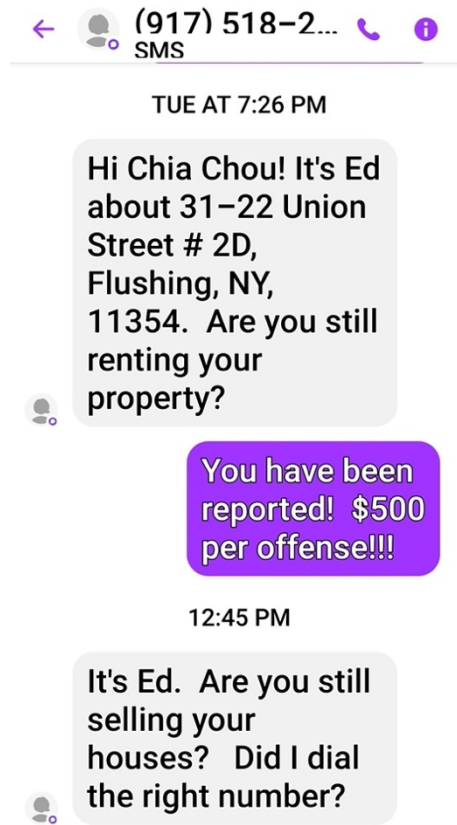 (917) 518–2...
SMS
TUE AT 7:26 PM
Hi Chia Chou! It's Ed
about 31–22 Union
Street # 2D,
Flushing, NY,
11354.  Are you still
renting your
property?
You have been
reported!  $500
per offense!!!
12:45 PM
It's Ed.  Are you still
selling your
houses?   Did I dial
the right number?